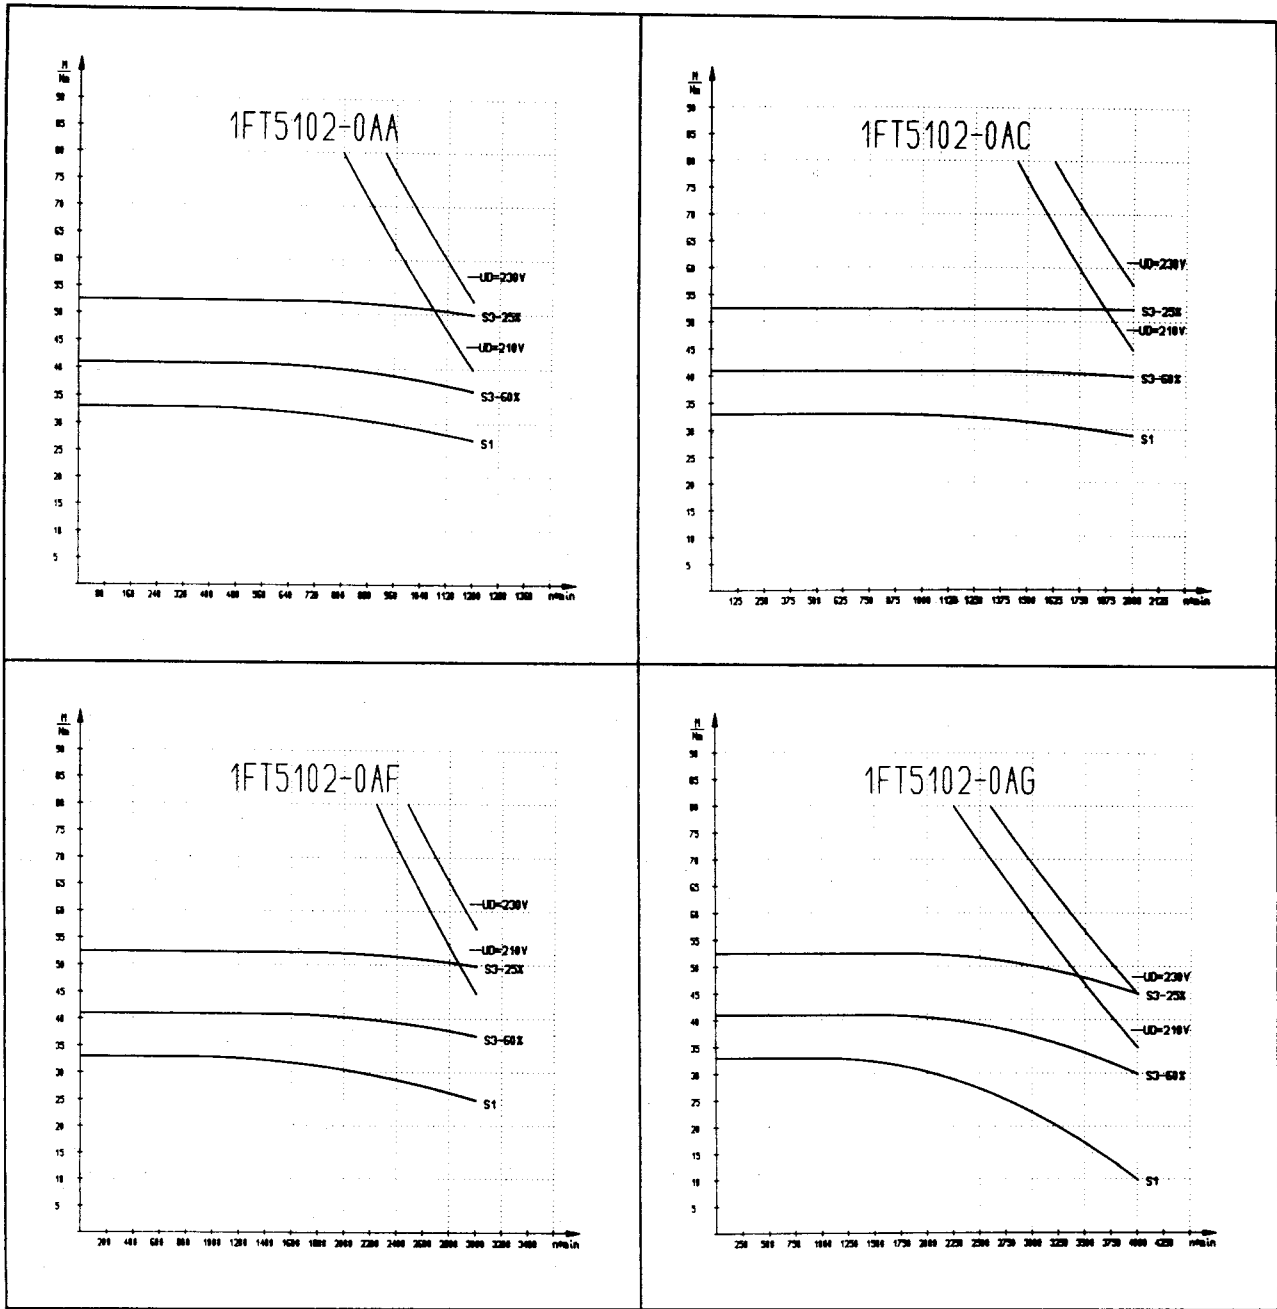 M
Nm
90
85
1FT5102-0AA
80
75
70
65
60
UD=230V
55
50
S3-25%
45
UD=210V
40
35
S3-60%
30
S1
25
20
15
10
5
80 160 240 320 400 480 560 640 720 800 880 960 1040 1120 1200 1280 1360 n*min
M
Nm
90
85
1FT5102-0AC
80
75
70
65
60
UD=230V
55
50
S3-25%
UD=210V
45
40
S3-60%
35
30
S1
25
20
15
10
5
125 250 375 500 625 750 875 1000 1125 1250 1375 1500 1625 1750 1875 2000 2125 n*min
M
Nm
90
85
1FT5102-0AF
80
75
70
65
60
UD=230V
55
UD=210V
50
S3-25%
45
40
35
S3-60%
30
25
S1
20
15
10
5
200 400 600 800 1000 1200 1400 1600 1800 2000 2200 2400 2600 2800 3000 3200 3400 n*min
M
Nm
90
85
1FT5102-0AG
80
75
70
65
60
55
50
UD=230V
45
S3-25%
40
UD=210V
35
30
S3-60%
25
20
15
10
S1
5
250 500 750 1000 1250 1500 1750 2000 2250 2500 2750 3000 3250 3500 3750 4000 4250 n*min